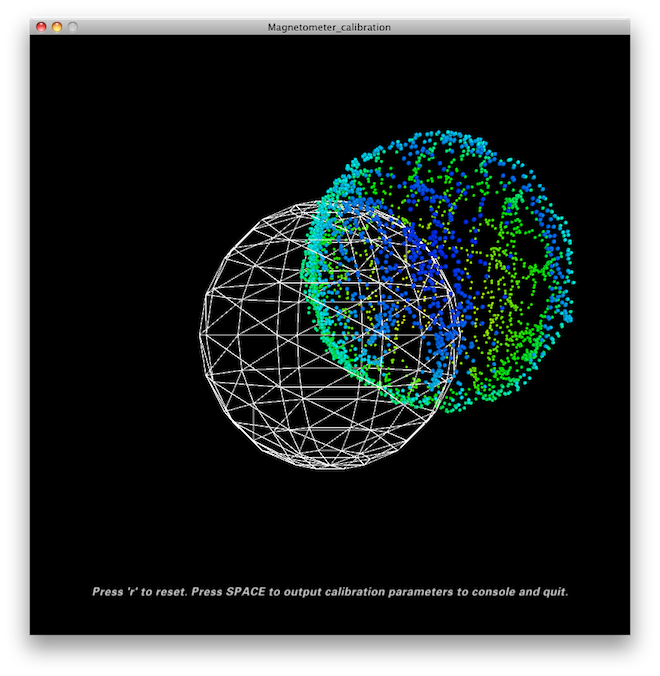 Magnetometer_calibration
Press 'r' to reset. Press SPACE to output calibration parameters to console and quit.